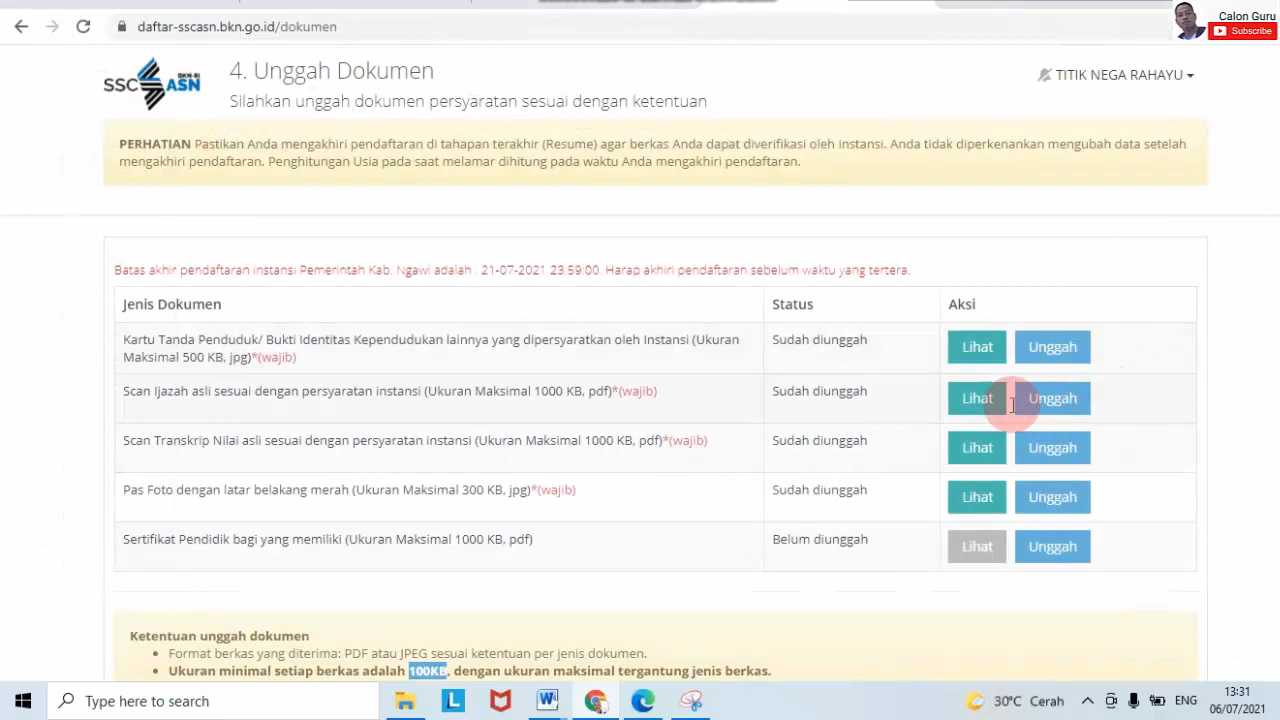 daftar-sscasn.bkn.go.id/dokumen
Calon Guru
Subscribe
SSC ASN BKN-RI
4. Unggah Dokumen
TITIK NEGA RAHAYU
Silahkan unggah dokumen persyaratan sesuai dengan ketentuan
PERHATIAN Pastikan Anda mengakhiri pendaftaran di tahapan terakhir (Resume) agar berkas Anda dapat diverifikasi oleh instansi. Anda tidak diperkenankan mengubah data setelah
mengakhiri pendaftaran. Penghitungan Usia pada saat melamar dihitung pada waktu Anda mengakhiri pendaftaran.
Batas akhir pendaftaran instansi Pemerintah Kab. Ngawi adalah : 21-07-2021 23:59:00. Harap akhiri pendaftaran sebelum waktu yang tertera.
Jenis Dokumen Status Aksi
Kartu Tanda Penduduk/ Bukti Identitas Kependudukan lainnya yang dipersyaratkan oleh Instansi (Ukuran
Maksimal 500 KB, jpg)*(wajib)
Sudah diunggah Lihat Unggah
Scan Ijazah asli sesuai dengan persyaratan instansi (Ukuran Maksimal 1000 KB, pdf)*(wajib) Sudah diunggah Lihat Unggah
Scan Transkrip Nilai asli sesuai dengan persyaratan instansi (Ukuran Maksimal 1000 KB, pdf)*(wajib) Sudah diunggah Lihat Unggah
Pas Foto dengan latar belakang merah (Ukuran Maksimal 300 KB, jpg)*(wajib) Sudah diunggah Lihat Unggah
Sertifikat Pendidik bagi yang memiliki (Ukuran Maksimal 1000 KB, pdf) Belum diunggah Lihat Unggah
Ketentuan unggah dokumen
• Format berkas yang diterima: PDF atau JPEG sesuai ketentuan per jenis dokumen.
• Ukuran minimal setiap berkas adalah 100KB, dengan ukuran maksimal tergantung jenis berkas.
Type here to search
L
W
30°C Cerah
ENG
13:31
06/07/2021